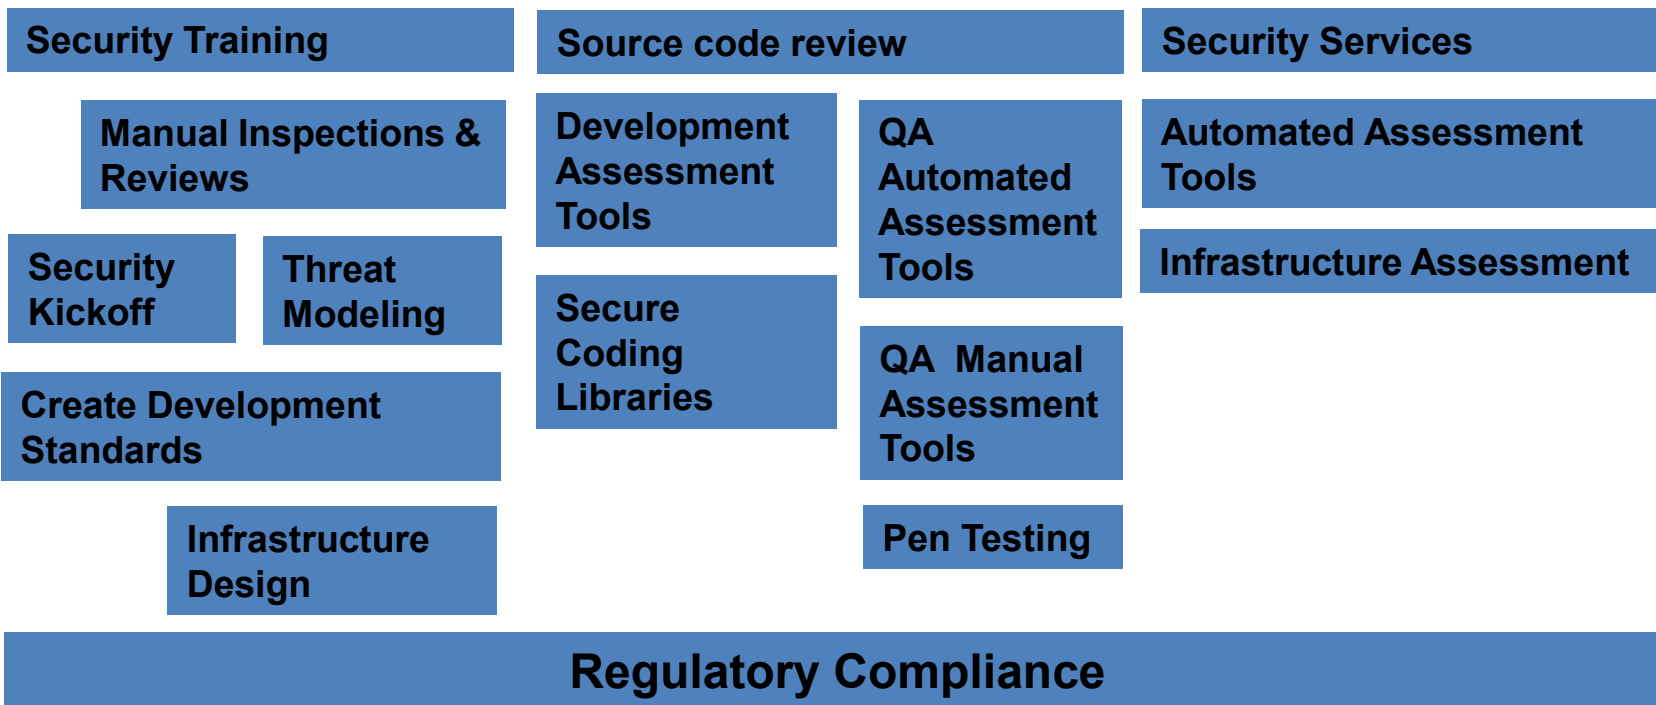 Security Training
Manual Inspections &
Reviews
Security
Kickoff
Threat
Modeling
Create Development
Standards
Infrastructure
Design
Source code review
Development
Assessment
Tools
Secure
Coding
Libraries
QA
Automated
Assessment
Tools
QA  Manual
Assessment
Tools
Pen Testing
Security Services
Automated Assessment
Tools
Infrastructure Assessment
Regulatory Compliance